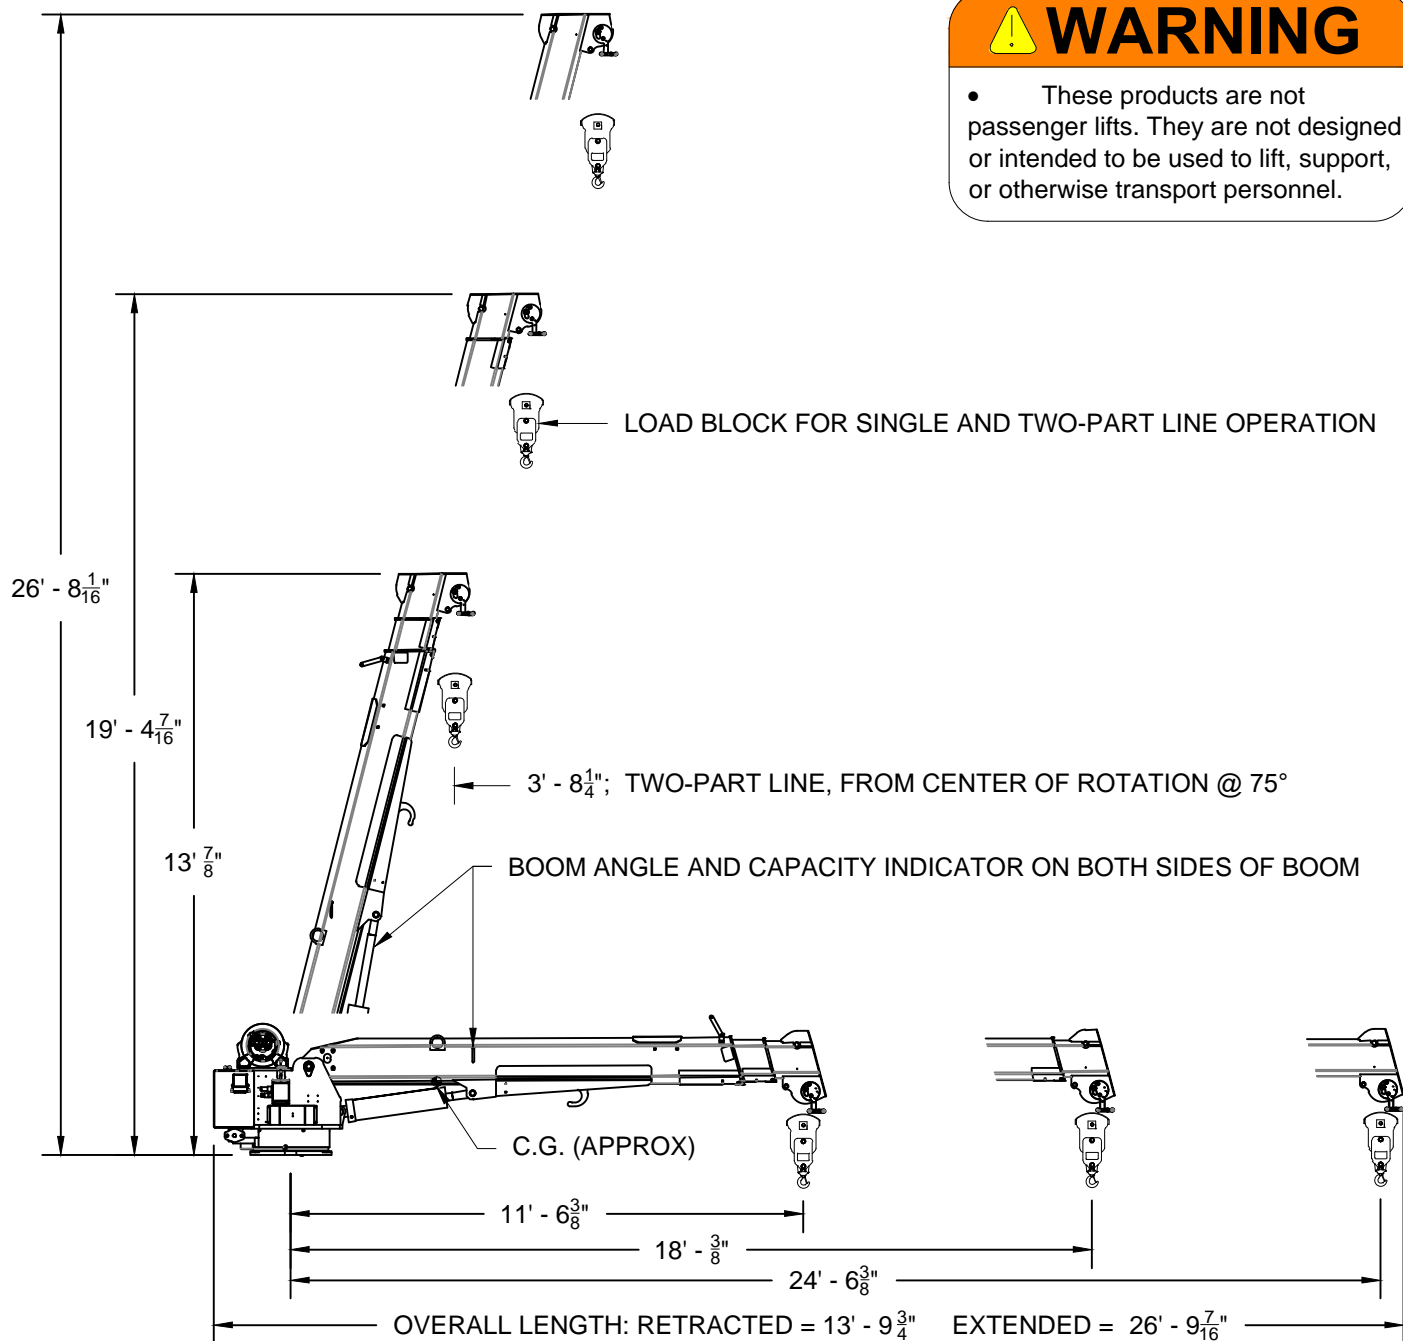 WARNING
• These products are not
passenger lifts. They are not designed
or intended to be used to lift, support,
or otherwise transport personnel.
LOAD BLOCK FOR SINGLE AND TWO-PART LINE OPERATION
26' - 8 1/16"
19' - 4 7/16"
3' - 8 1/4"; TWO-PART LINE, FROM CENTER OF ROTATION @ 75°
13' 7/8"
BOOM ANGLE AND CAPACITY INDICATOR ON BOTH SIDES OF BOOM
C.G. (APPROX)
11' - 6 3/8"
18' - 3/8"
24' - 6 3/8"
OVERALL LENGTH: RETRACTED = 13' - 9 3/4" EXTENDED = 26' - 9 7/16"